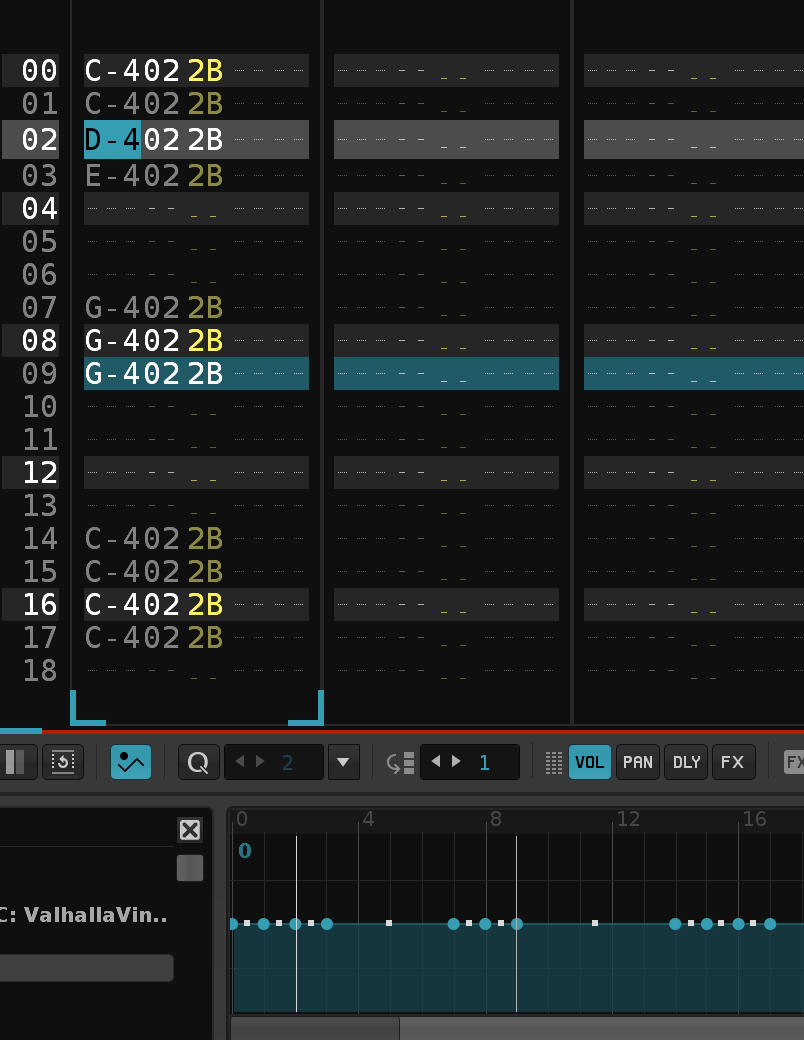 00 C-402 2B
01 C-402 2B
02 D-402 2B
03 E-402 2B
04
05
06
07 G-402 2B
08 G-402 2B
09 G-402 2B
10
11
12
13
14 C-402 2B
15 C-402 2B
16 C-402 2B
17 C-402 2B
18
Q 2 1 VOL PAN DLY FX FX
0 4 8 12 16
0
C: ValhallaVin..